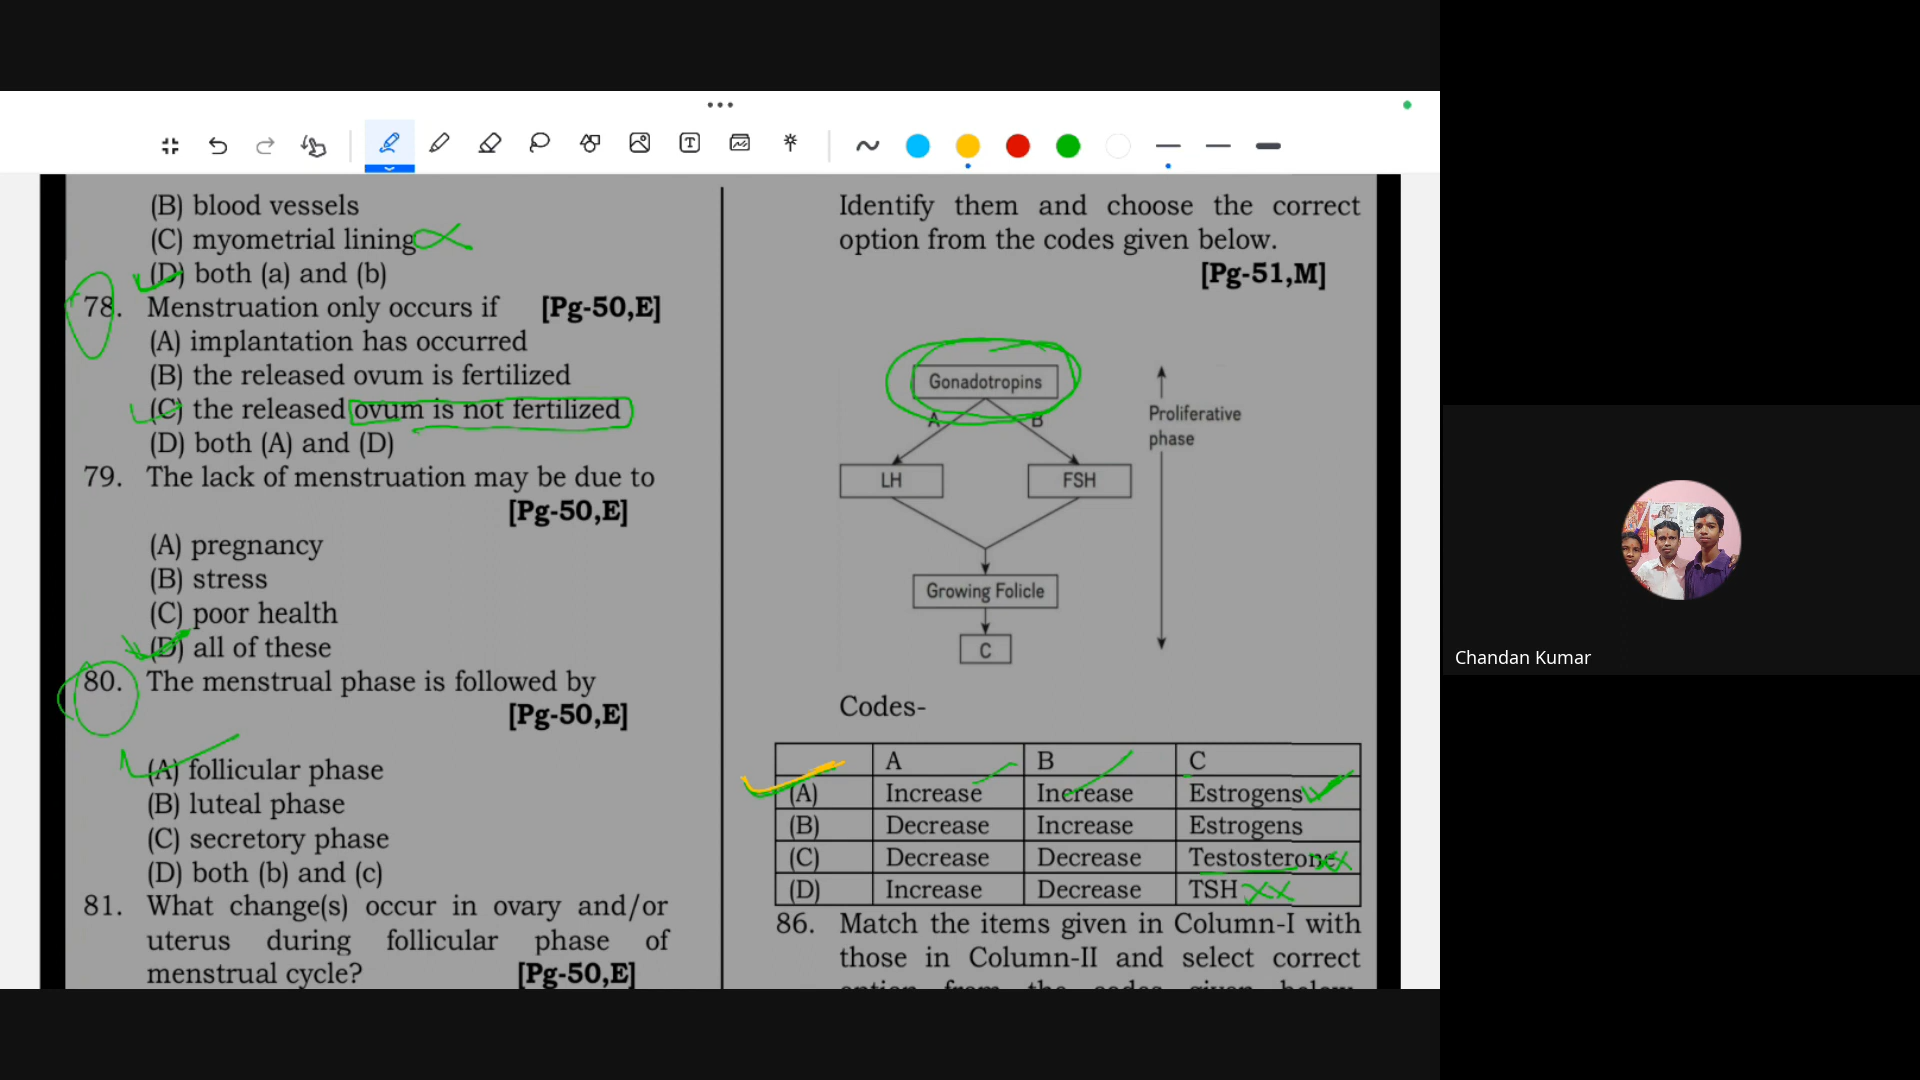 (B) blood vessels
(C) myometrial lining
(D) both (a) and (b)
78. Menstruation only occurs if [Pg-50,E]
(A) implantation has occurred
(B) the released ovum is fertilized
(C) the released ovum is not fertilized
(D) both (A) and (D)
79. The lack of menstruation may be due to
[Pg-50,E]
(A) pregnancy
(B) stress
(C) poor health
(D) all of these
80. The menstrual phase is followed by
[Pg-50,E]
(A) follicular phase
(B) luteal phase
(C) secretory phase
(D) both (b) and (c)
81. What change(s) occur in ovary and/or
uterus during follicular phase of
menstrual cycle? [Pg-50,E]
Identify them and choose the correct
option from the codes given below.
[Pg-51,M]
Gonadotropins
A B
Proliferative
phase
LH FSH
Growing Folicle
C
Codes-
A B C
(A) Increase Increase Estrogens
(B) Decrease Increase Estrogens
(C) Decrease Decrease Testosterone
(D) Increase Decrease TSH
86. Match the items given in Column-I with
those in Column-II and select correct
option from the codes given below.
Chandan Kumar